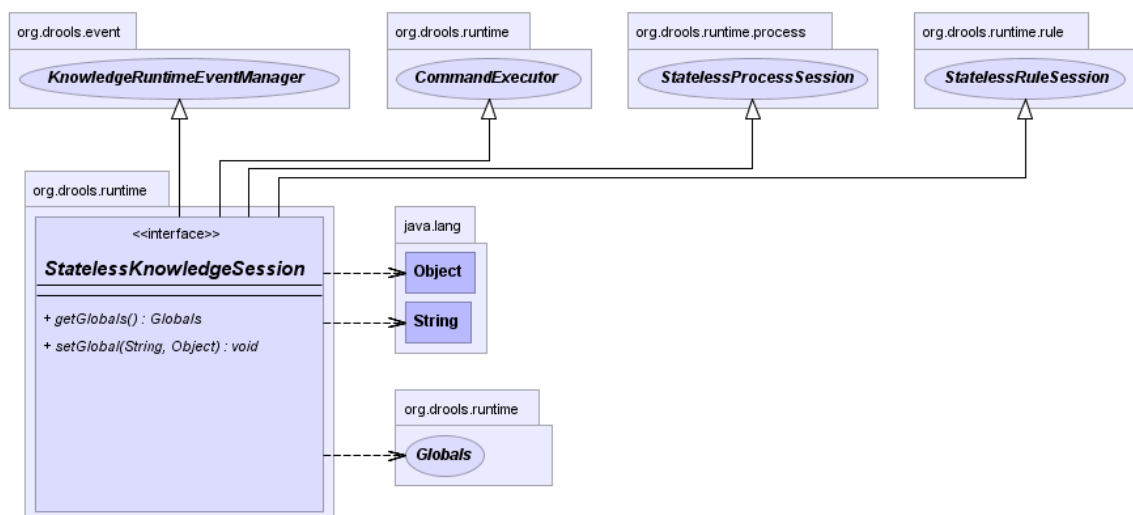 org.drools.event
KnowledgeRuntimeEventManager
org.drools.runtime
CommandExecutor
org.drools.runtime.process
StatelessProcessSession
org.drools.runtime.rule
StatelessRuleSession
org.drools.runtime
<<interface>>
StatelessKnowledgeSession
+ getGlobals() : Globals
+ setGlobal(String, Object) : void
java.lang
Object
String
org.drools.runtime
Globals